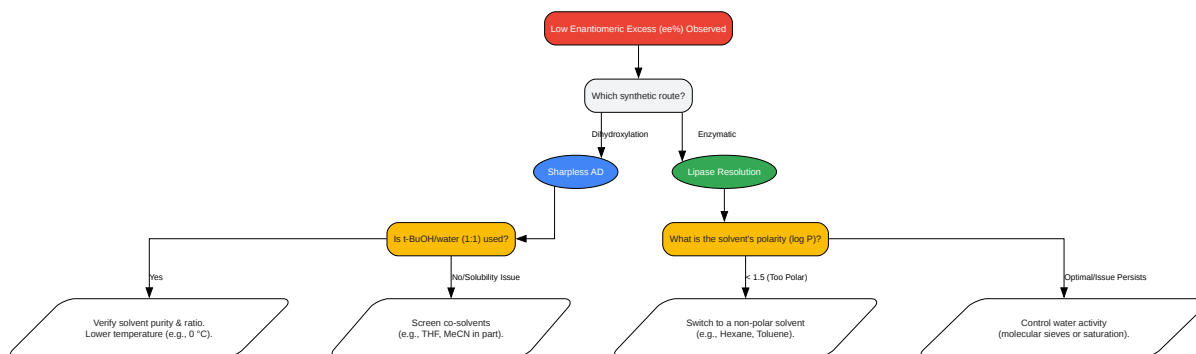 Low Enantiomeric Excess (ee%) Observed
Which synthetic route?
Dihydroxylation
Enzymatic
Sharpless AD
Lipase Resolution
Is t-BuOH/water (1:1) used?
What is the solvent's polarity (log P)?
Yes
No/Solubility Issue
< 1.5 (Too Polar)
Optimal/Issue Persists
Verify solvent purity & ratio.
Lower temperature (e.g., 0 °C).
Screen co-solvents
(e.g., THF, MeCN in part).
Switch to a non-polar solvent
(e.g., Hexane, Toluene).
Control water activity
(molecular sieves or saturation).